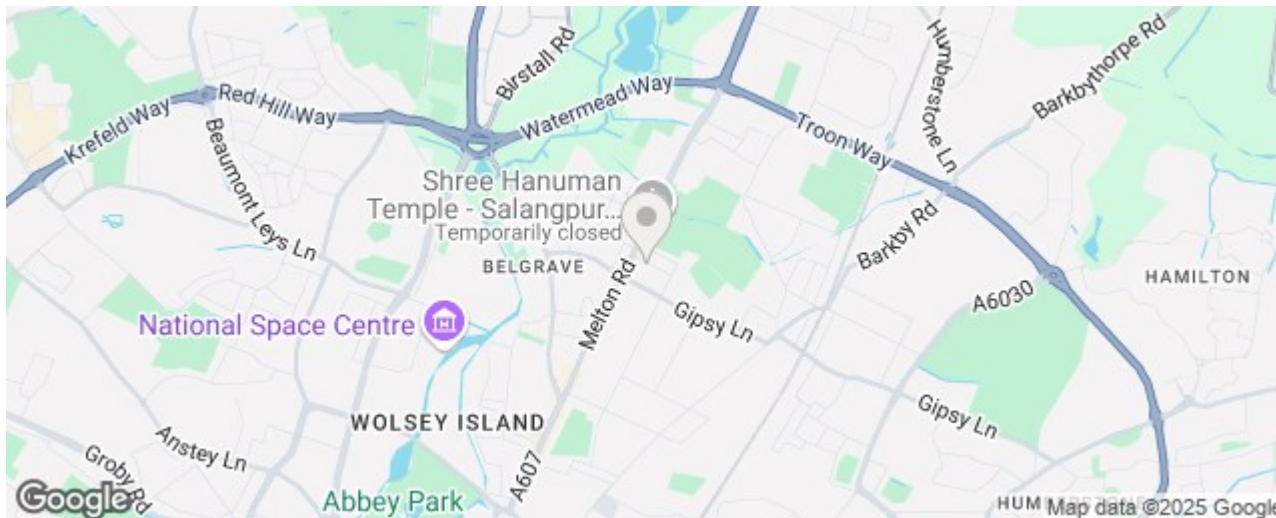 Birstall Rd
Humberstone Ln
Barkbythorpe Rd
Krefeld Way
Red Hill Way
Watermead Way
Troon Way
Beaumont Leys Ln
Shree Hanuman
Temple - Salangpur...
Temporarily closed
Barkby Rd
BELGRAVE
HAMILTON
A6030
Melton Rd
National Space Centre
Gipsy Ln
WOLSEY ISLAND
Gipsy Ln
Anstey Ln
Groby Rd
A607
Abbey Park
Google
Map data ©2025 Google